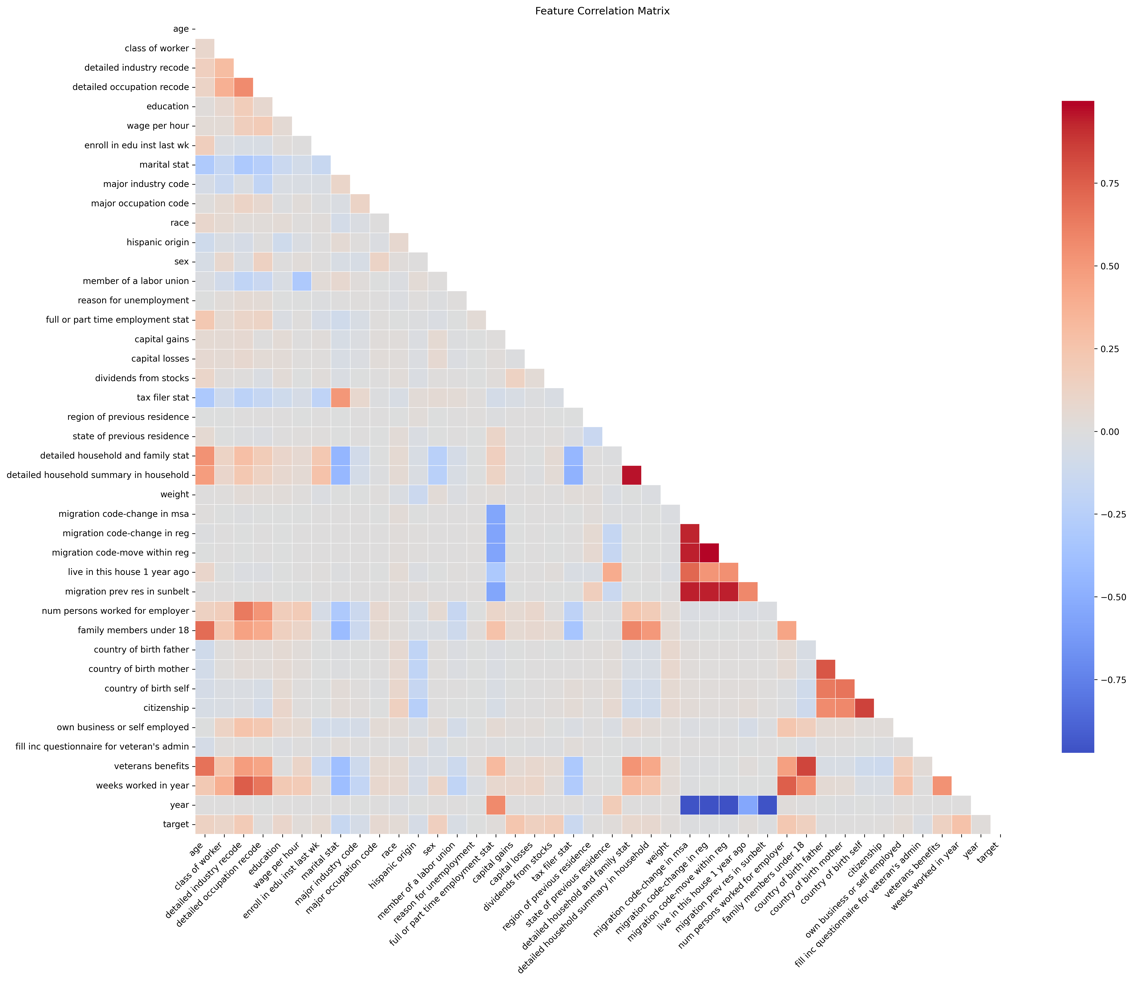 Feature Correlation Matrix
age
class of worker
detailed industry recode
detailed occupation recode
education
wage per hour
enroll in edu inst last wk
marital stat
major industry code
major occupation code
race
hispanic origin
sex
member of a labor union
reason for unemployment
full or part time employment stat
capital gains
capital losses
dividends from stocks
tax filer stat
region of previous residence
state of previous residence
detailed household and family stat
detailed household summary in household
weight
migration code-change in msa
migration code-change in reg
migration code-move within reg
live in this house 1 year ago
migration prev res in sunbelt
num persons worked for employer
family members under 18
country of birth father
country of birth mother
country of birth self
citizenship
own business or self employed
fill inc questionnaire for veteran's admin
veterans benefits
weeks worked in year
year
target
age
class of worker
detailed industry recode
detailed occupation recode
education
wage per hour
enroll in edu inst last wk
marital stat
major industry code
major occupation code
race
hispanic origin
sex
member of a labor union
reason for unemployment
full or part time employment stat
capital gains
capital losses
dividends from stocks
tax filer stat
region of previous residence
state of previous residence
detailed household and family stat
detailed household summary in household
weight
migration code-change in msa
migration code-change in reg
migration code-move within reg
live in this house 1 year ago
migration prev res in sunbelt
num persons worked for employer
family members under 18
country of birth father
country of birth mother
country of birth self
citizenship
own business or self employed
fill inc questionnaire for veteran's admin
veterans benefits
weeks worked in year
year
target
0.75
0.50
0.25
0.00
−0.25
−0.50
−0.75